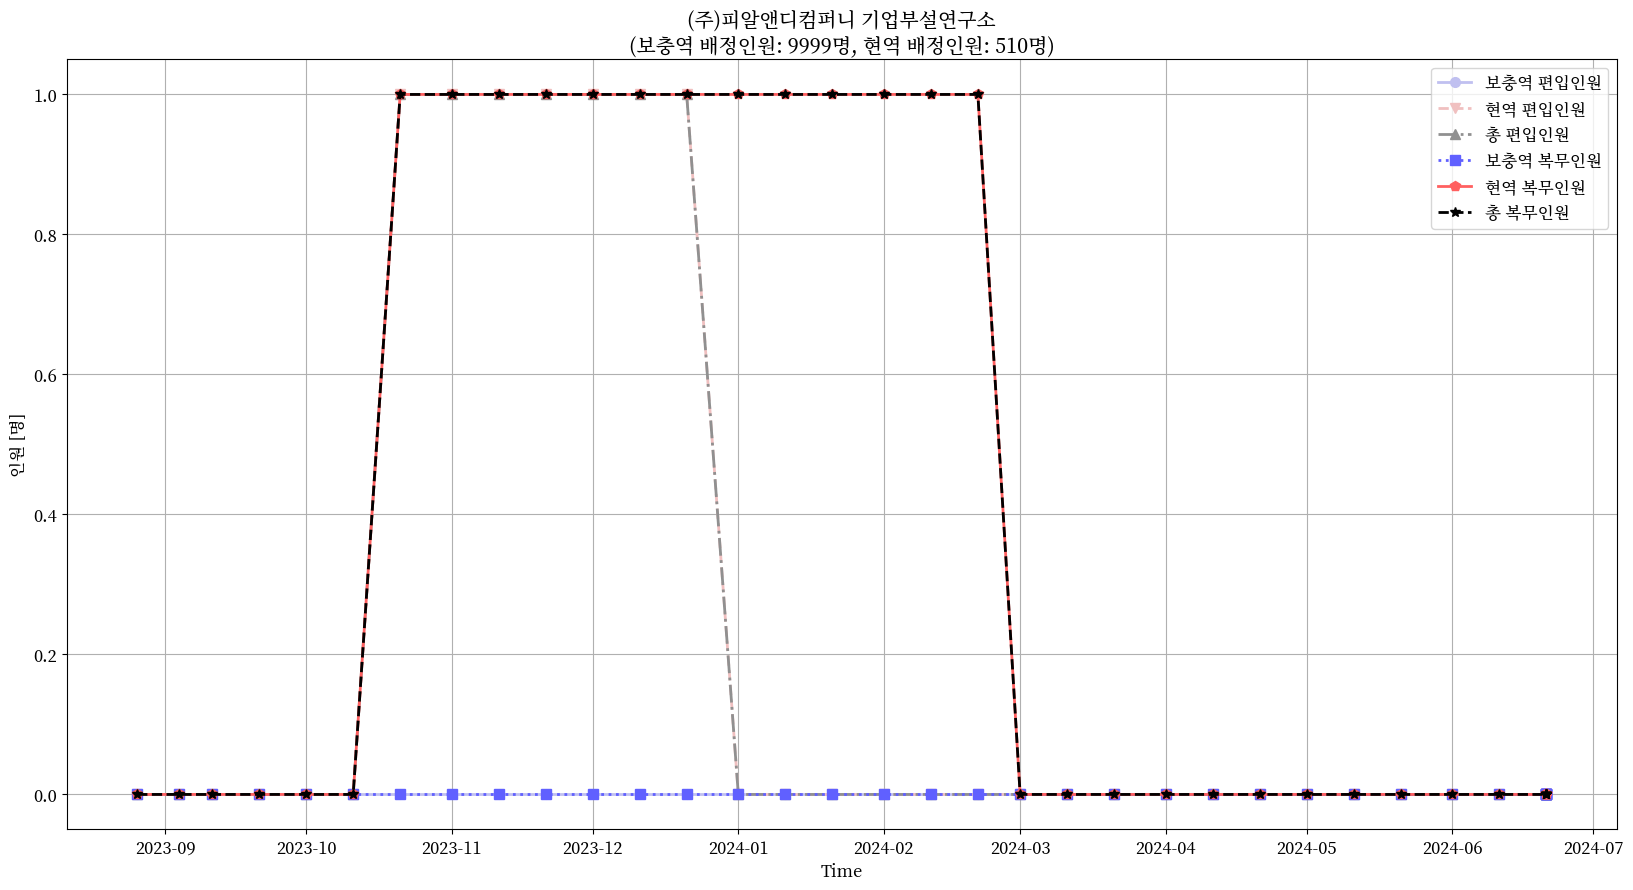 (주)피알앤디컴퍼니 기업부설연구소
(보충역 배정인원: 9999명, 현역 배정인원: 510명)
1.0
0.8
0.6
0.4
0.2
0.0
인원 [명]
보충역 편입인원
현역 편입인원
총 편입인원
보충역 복무인원
현역 복무인원
총 복무인원
2023-09
2023-10
2023-11
2023-12
2024-01
2024-02
2024-03
2024-04
2024-05
2024-06
2024-07
Time